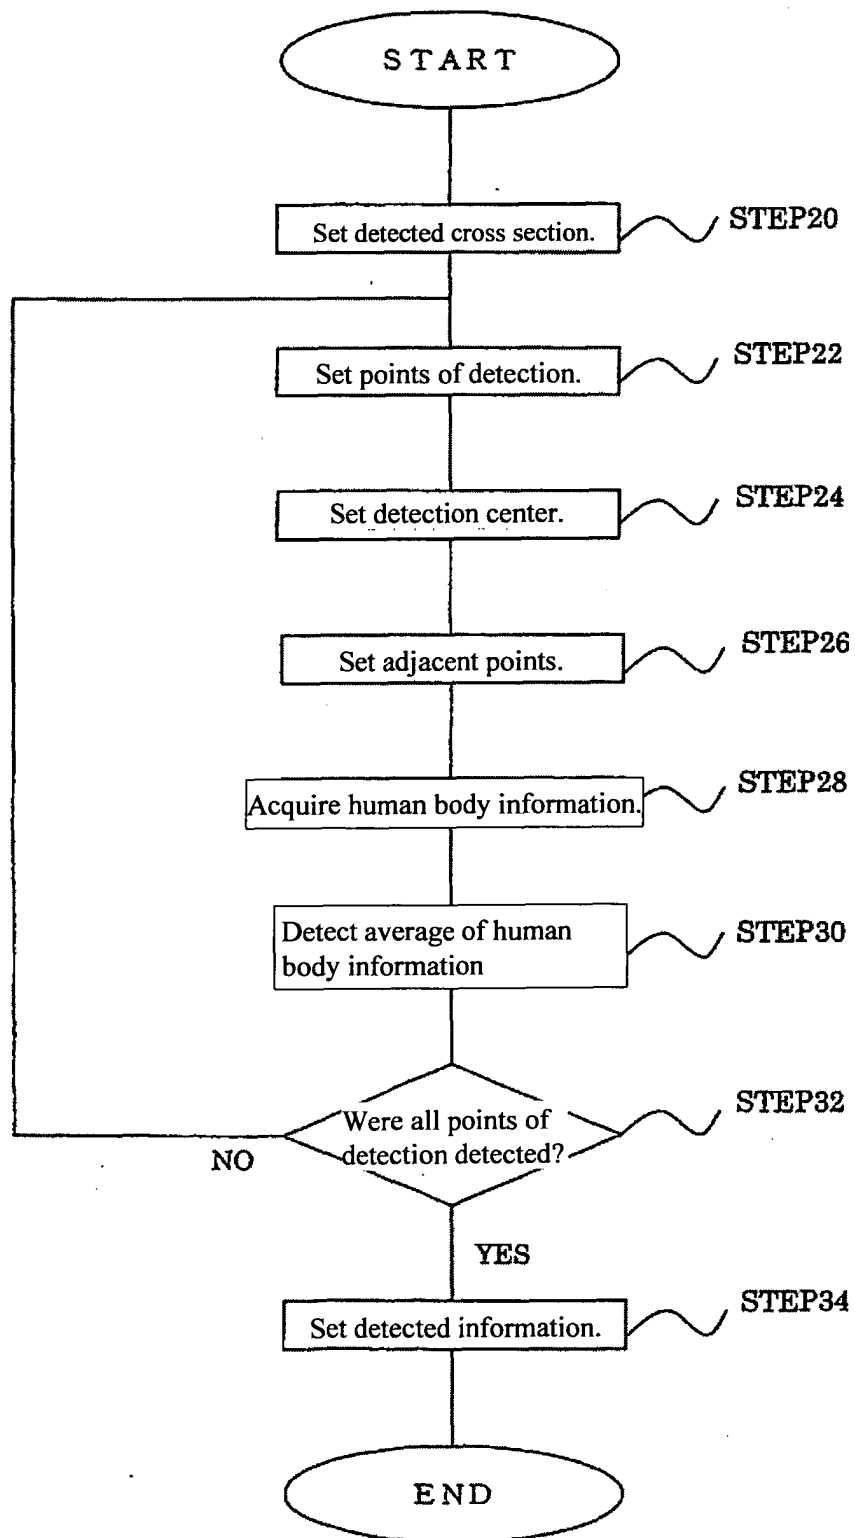 START
Set detected cross section.
STEP20
Set points of detection.
STEP22
Set detection center.
STEP24
Set adjacent points.
STEP26
Acquire human body information.
STEP28
Detect average of human
body information
STEP30
Were all points of
detection detected?
STEP32
NO
YES
Set detected information.
STEP34
END